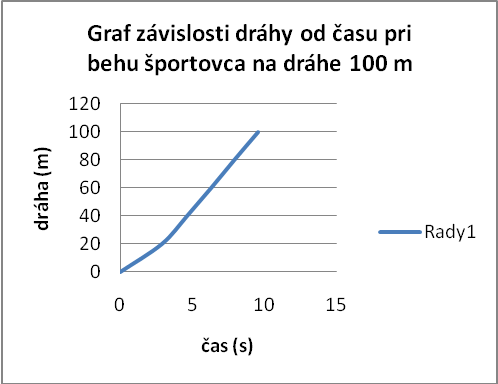 Graf závislosti dráhy od času pri
behu športovca na dráhe 100 m
120
100
80
60
40
20
0
dráha (m)
0 5 10 15
čas (s)
Rady1